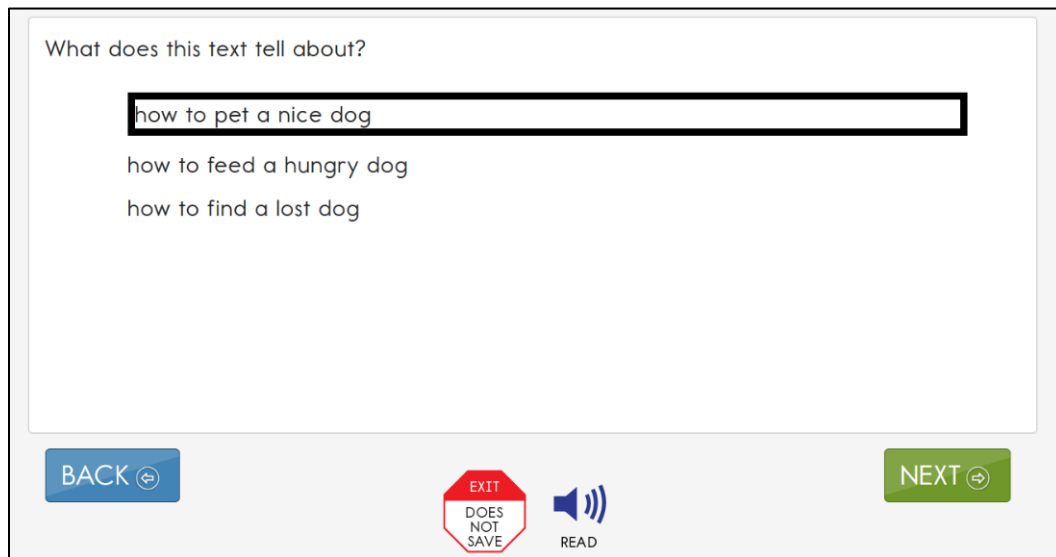 What does this text tell about?
how to pet a nice dog
how to feed a hungry dog
how to find a lost dog
BACK
NEXT
EXIT
DOES
NOT
SAVE
READ